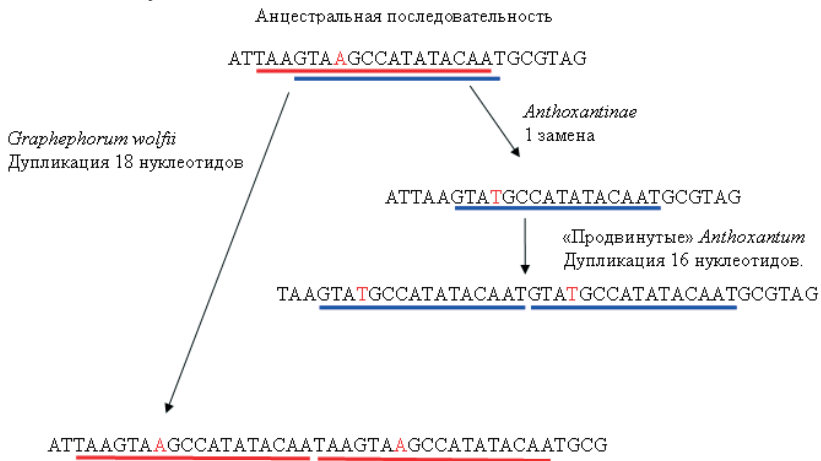 Анцестральная последовательность
ATTAAGTAAGCCATATACAATGCGTAG
Anthoxantinae
1 замена
Graphephorum wolfii
Дупликация 18 нуклеотидов
ATTAAGTATGCCATATACAATGCGTAG
«Продвинутые» Anthoxantum
Дупликация 16 нуклеотидов.
TAAGTATGCCATATACAATGTATGCCATATACAATGCGTAG
ATTAAGTAAGCCATATACAATAAGTAAGCCATATACAATGCG